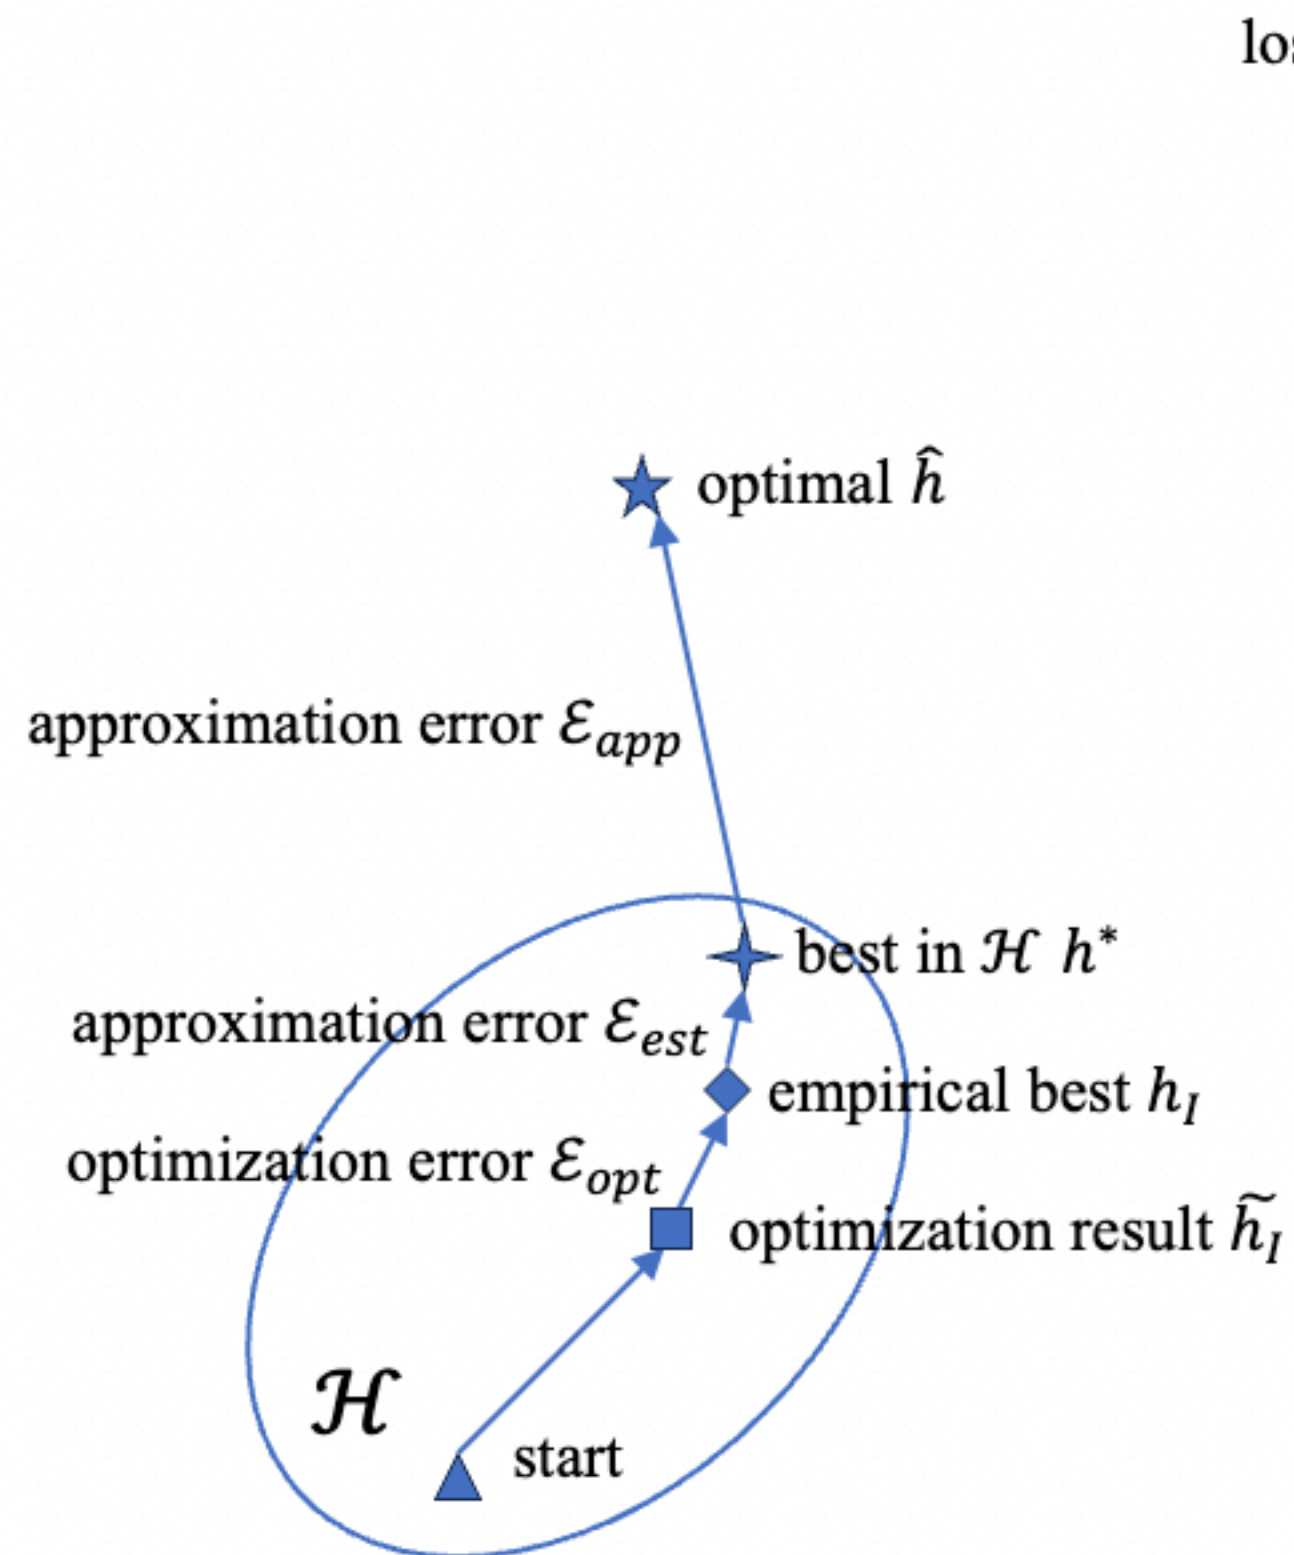 optimal ĥ
approximation error ℰ_app
best in ℋ h*
approximation error ℰ_est
empirical best h_I
optimization error ℰ_opt
optimization result h̃_I
ℋ
start